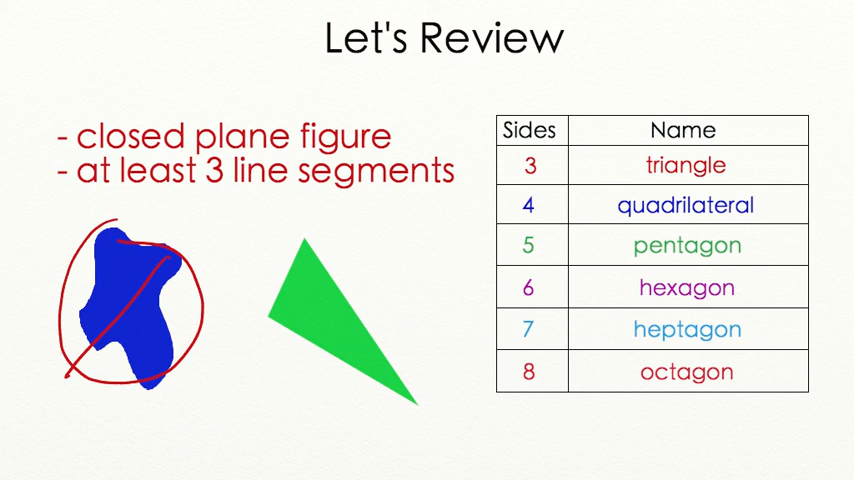 Let's Review
- closed plane figure
- at least 3 line segments
Sides Name
3 triangle
4 quadrilateral
5 pentagon
6 hexagon
7 heptagon
8 octagon